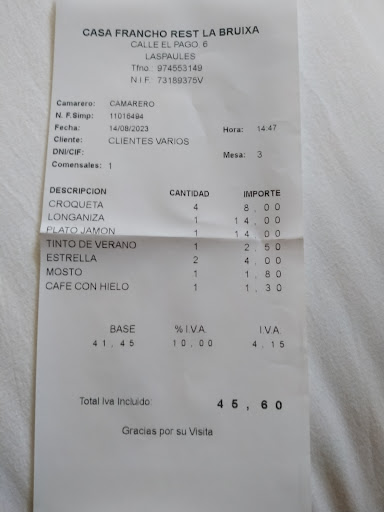 CASA FRANCHO REST LA BRUIXA
CALLE EL PAGO, 6
LASPAULES
Tfno.: 974553149
N I F: 73189375V
Camarero: CAMARERO
N. F.Simp: 11016494
Fecha: 14/08/2023 Hora: 14:47
Cliente: CLIENTES VARIOS
DNI/CIF: Mesa: 3
Comensales: 1
DESCRIPCION CANTIDAD IMPORTE
CROQUETA 4 8,00
LONGANIZA 1 14,00
PLATO JAMON 1 14,00
TINTO DE VERANO 1 2,50
ESTRELLA 2 4,00
MOSTO 1 1,80
CAFE CON HIELO 1 1,30
BASE % I.V.A. I.V.A.
41,45 10,00 4,15
Total Iva Incluido: 45,60
Gracias por su Visita